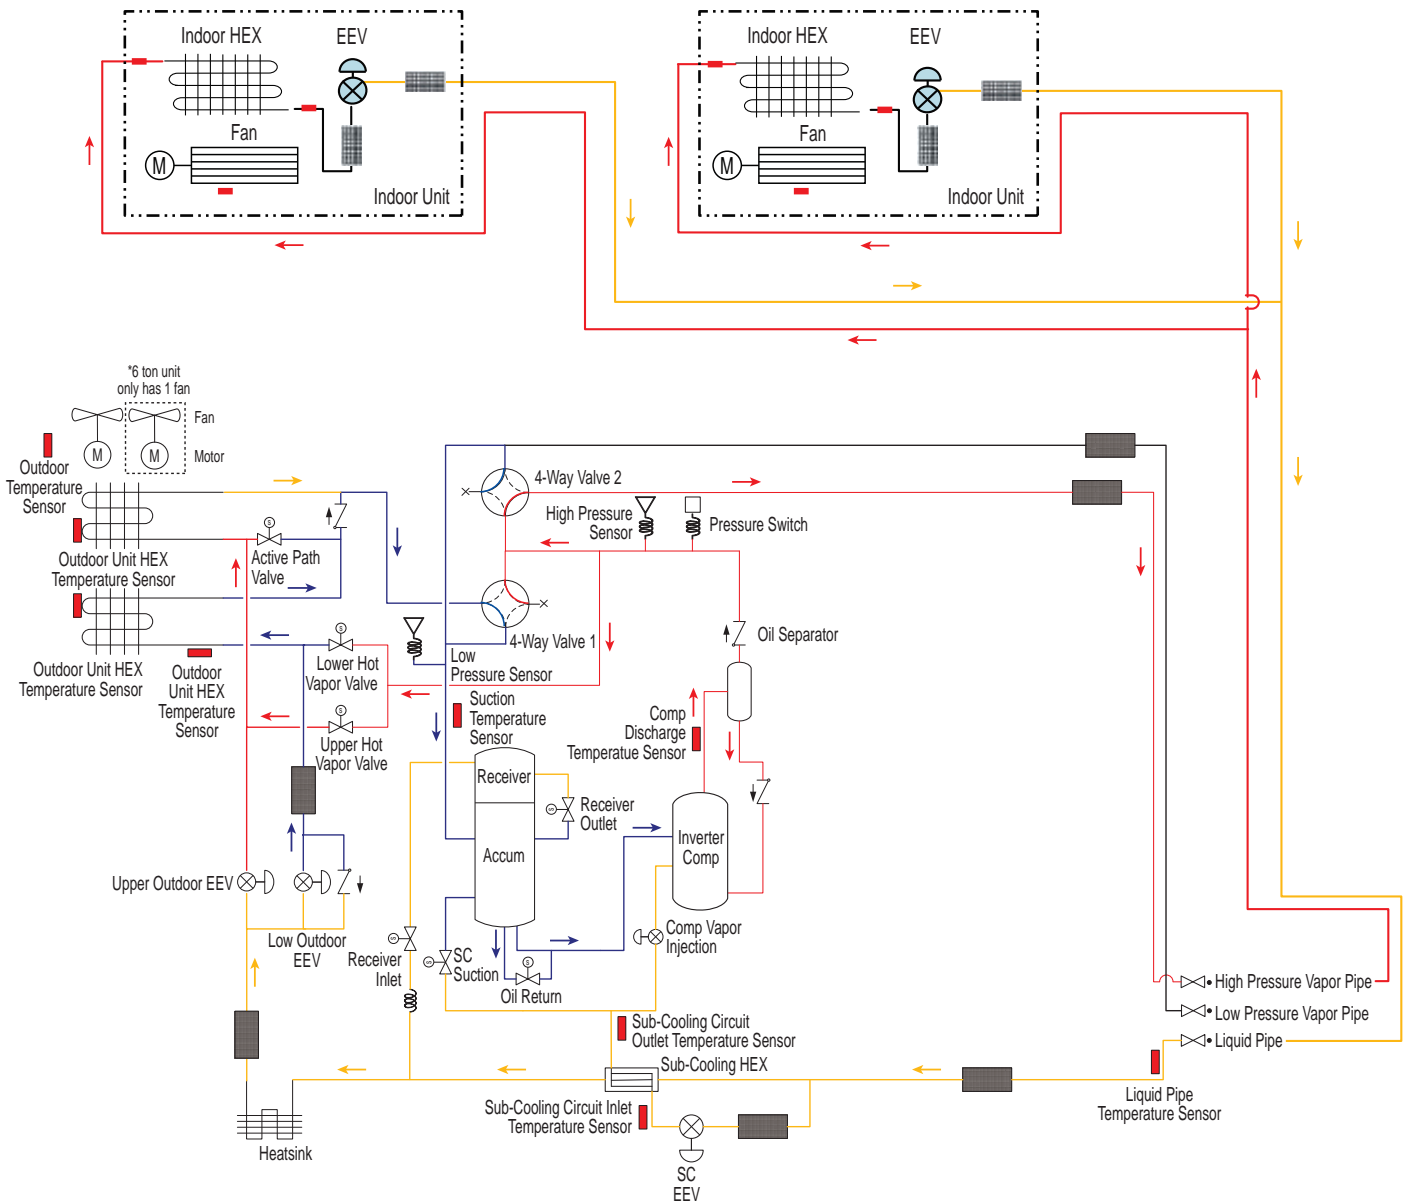 Indoor HEX
EEV
Fan
M
Indoor Unit
Indoor HEX
EEV
Fan
M
Indoor Unit
*6 ton unit
only has 1 fan
Fan
M
M
Motor
Outdoor
Temperature
Sensor
4-Way Valve 2
High Pressure
Sensor
Pressure Switch
S
Outdoor Unit HEX
Temperature Sensor
Active Path
Valve
4-Way Valve 1
Oil Separator
S
Outdoor Unit HEX
Temperature Sensor
Outdoor
Unit HEX
Temperature
Sensor
Lower Hot
Vapor Valve
Low
Pressure Sensor
Suction
Temperature
Sensor
S
Upper Hot
Vapor Valve
Comp
Discharge
Temperatue Sensor
Receiver
S
Receiver
Outlet
Accum
Inverter
Comp
Upper Outdoor EEV
Low Outdoor
EEV
S
Receiver
Inlet
S
SC
Suction
S
Oil Return
Comp Vapor
Injection
High Pressure Vapor Pipe
Low Pressure Vapor Pipe
Liquid Pipe
Sub-Cooling Circuit
Outlet Temperature Sensor
Sub-Cooling HEX
Sub-Cooling Circuit Inlet
Temperature Sensor
Liquid Pipe
Temperature Sensor
Heatsink
SC
EEV